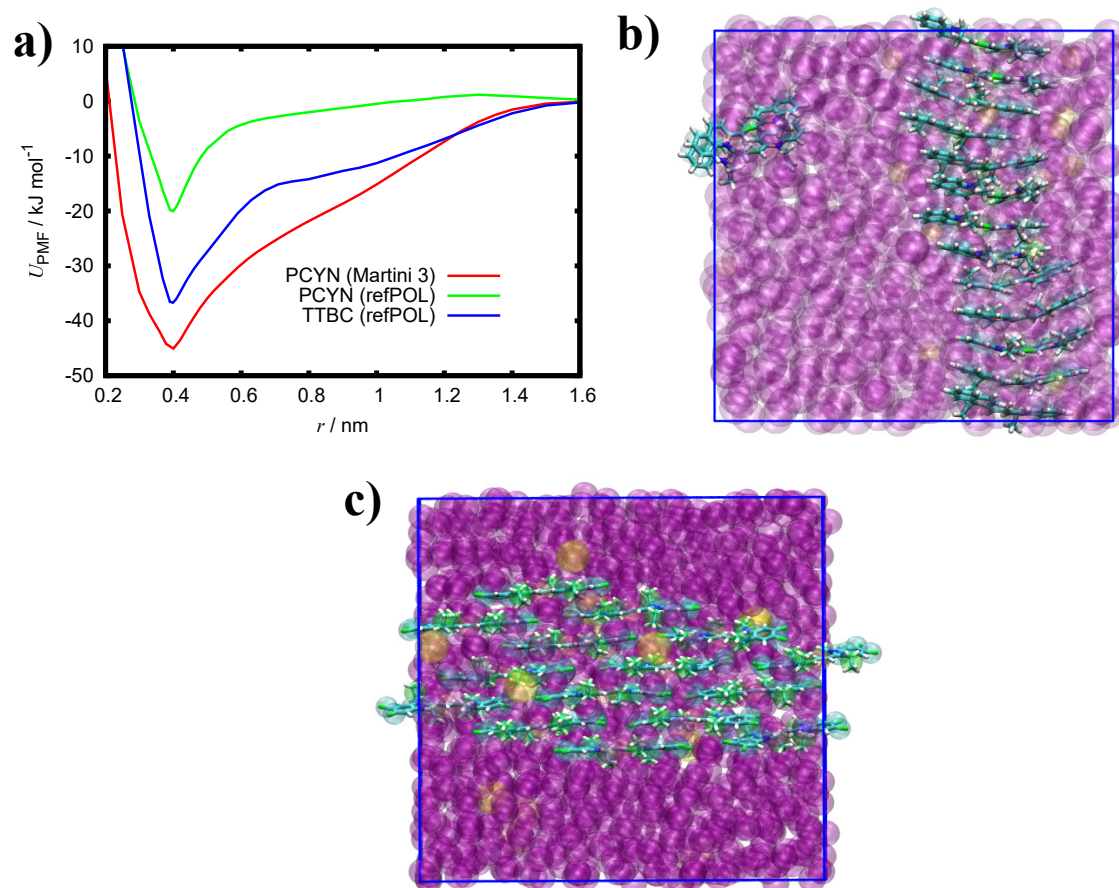 a)
10
0
-10
-20
-30
-40
-50
U_PMF / kJ mol⁻¹
PCYN (Martini 3)
PCYN (refPOL)
TTBC (refPOL)
0.2 0.4 0.6 0.8 1 1.2 1.4 1.6
r / nm
b)
c)